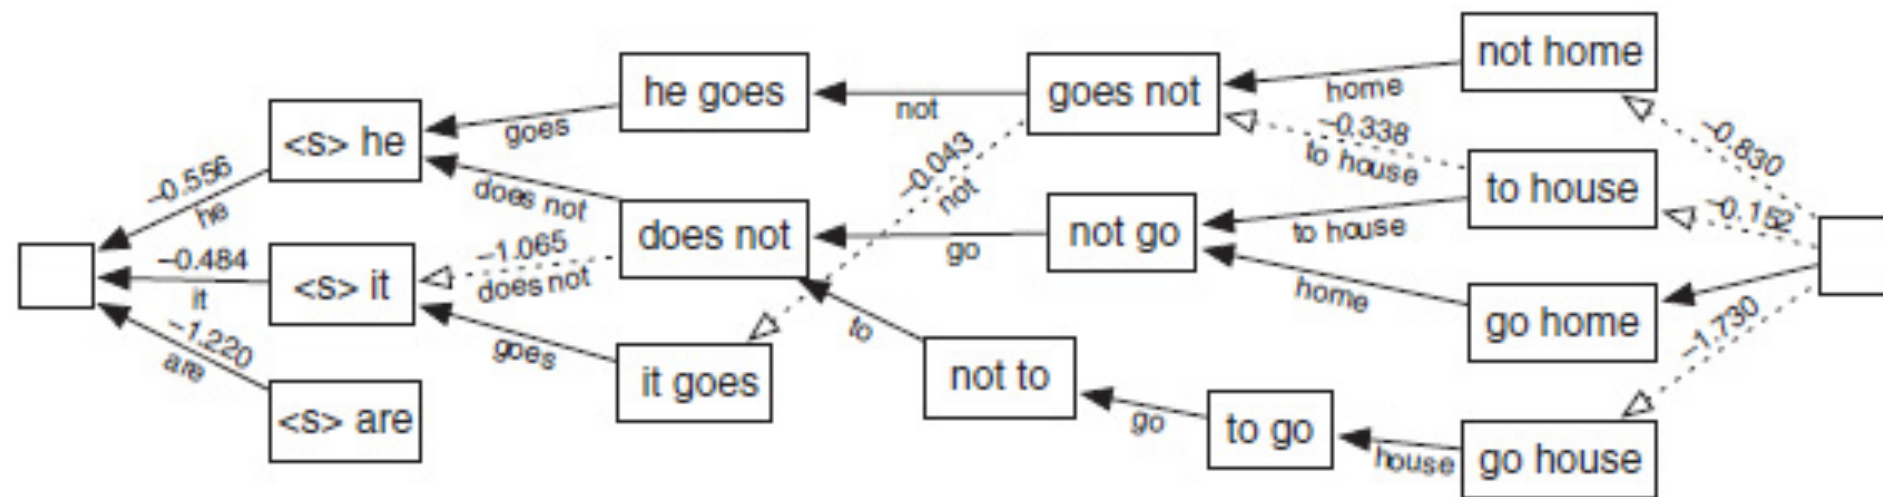 <s> he
<s> it
<s> are
he goes
does not
it goes
goes not
not go
not to
to go
not home
to house
go home
go house
−0.556
he
−0.484
it
−1.220
are
goes
does not
−1.065
does not
goes
not
−0.043
not
go
to
go
home
−0.338
to house
to house
home
house
−0.830
−0.152
−1.730